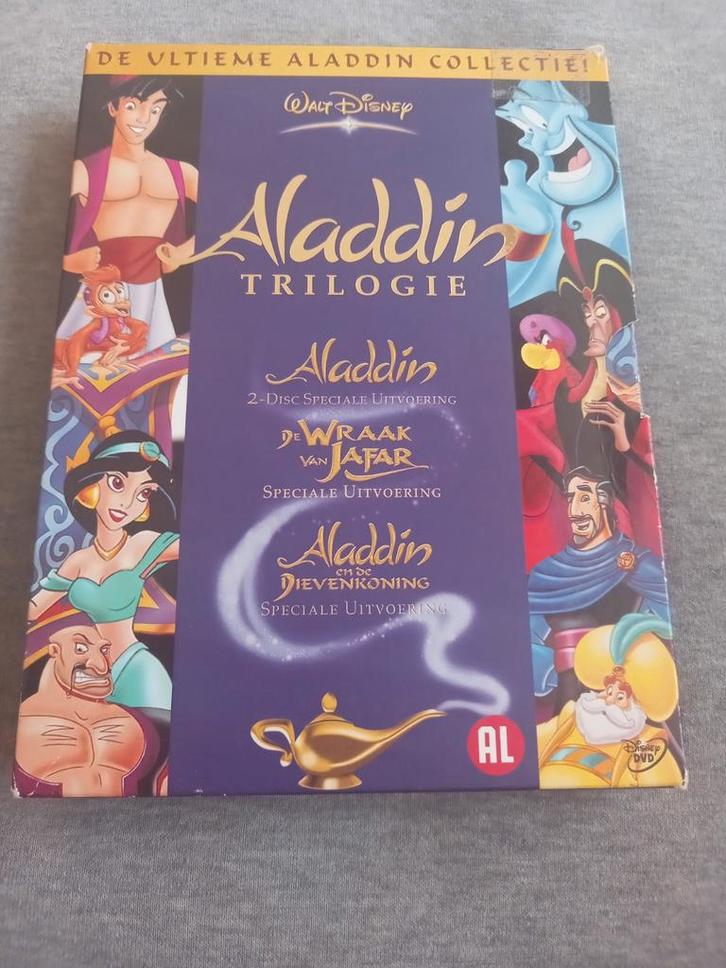 DE ULTIEME ALADDIN COLLECTIE!
WALT DISNEY
Aladdin
TRILOGIE
Aladdin
2-DISC SPECIALE UITVOERING
DE WRAAK
VAN JAFAR
SPECIALE UITVOERING
Aladdin
EN DE
DIEVENKONING
SPECIALE UITVOERING
AL
DISNEY
DVD